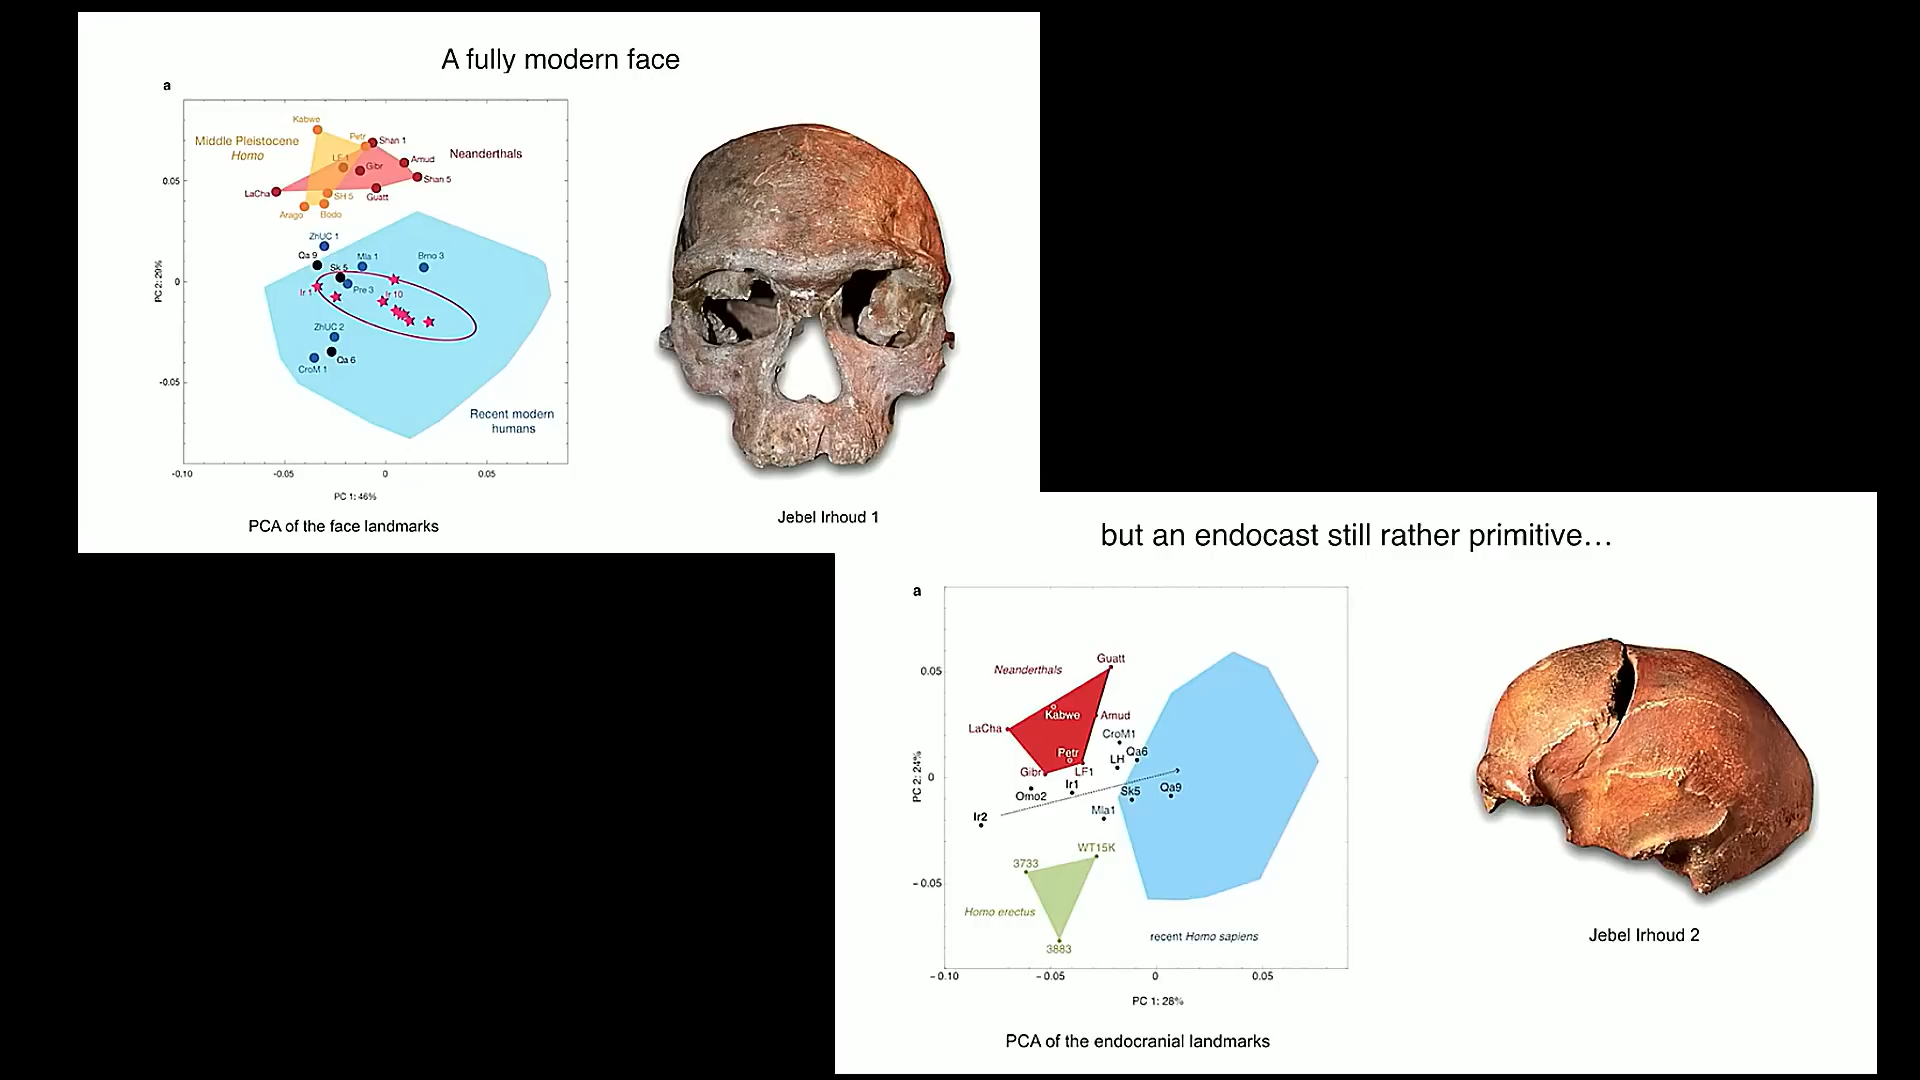 A fully modern face
a
Kabwe
Middle Pleistocene
Homo
Petr
Shan 1
Neanderthals
LF 1
Gibr
Amud
Shan 5
0.05
LaCha
SH 5
Guatt
Arago
Bodo
ZhUC 1
Qa 9
Mla 1
Brno 3
Sk 5
PC 2: 29%
0
Ir 1
Pre 3
Ir 10
ZhUC 2
Qa 6
CroM 1
-0.05
Recent modern
humans
-0.10
-0.05
0
0.05
PC 1: 46%
PCA of the face landmarks
Jebel Irhoud 1
but an endocast still rather primitive…
a
Guatt
Neanderthals
0.05
Kabwe
Amud
LaCha
CroM1
Petr
Qa6
LH
Gibr
LF1
0
Ir1
Omo2
Sk5
Qa9
PC 2: 24%
Mla1
Ir2
WT15K
3733
-0.05
Homo erectus
3883
recent Homo sapiens
-0.10
-0.05
0
0.05
PC 1: 28%
PCA of the endocranial landmarks
Jebel Irhoud 2